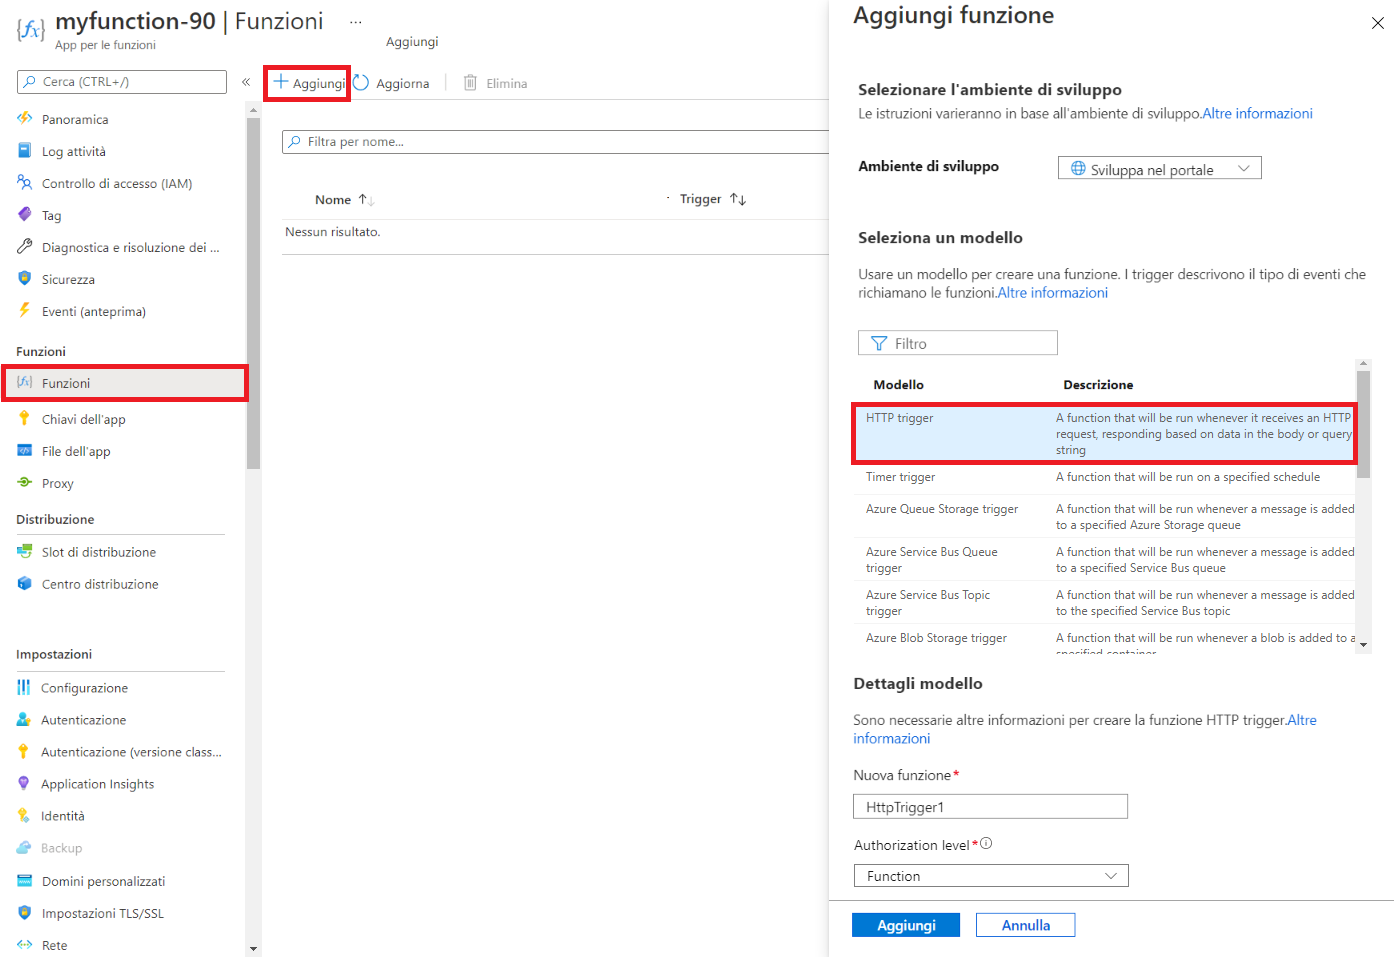 myfunction-90 | Funzioni
...
App per le funzioni
Aggiungi
Cerca (CTRL+/)
«
Panoramica
Log attività
Controllo di accesso (IAM)
Tag
Diagnostica e risoluzione dei ...
Sicurezza
Eventi (anteprima)
Funzioni
Funzioni
Chiavi dell'app
File dell'app
Proxy
Distribuzione
Slot di distribuzione
Centro distribuzione
Impostazioni
Configurazione
Autenticazione
Autenticazione (versione class...
Application Insights
Identità
Backup
Domini personalizzati
Impostazioni TLS/SSL
Rete
Aggiungi
Aggiorna
Elimina
Filtra per nome...
Nome
Trigger
Nessun risultato.
Aggiungi funzione
Selezionare l'ambiente di sviluppo
Le istruzioni varieranno in base all'ambiente di sviluppo.Altre informazioni
Ambiente di sviluppo
Sviluppa nel portale
Seleziona un modello
Usare un modello per creare una funzione. I trigger descrivono il tipo di eventi che
richiamano le funzioni.Altre informazioni
Filtro
Modello
Descrizione
HTTP trigger
A function that will be run whenever it receives an HTTP
request, responding based on data in the body or query
string
Timer trigger
A function that will be run on a specified schedule
Azure Queue Storage trigger
A function that will be run whenever a message is added
to a specified Azure Storage queue
Azure Service Bus Queue
trigger
A function that will be run whenever a message is added
to a specified Service Bus queue
Azure Service Bus Topic
trigger
A function that will be run whenever a message is added
to the specified Service Bus topic
Azure Blob Storage trigger
A function that will be run whenever a blob is added to a
specified container
Dettagli modello
Sono necessarie altre informazioni per creare la funzione HTTP trigger.Altre
informazioni
Nuova funzione*
HttpTrigger1
Authorization level*
Function
Aggiungi
Annulla